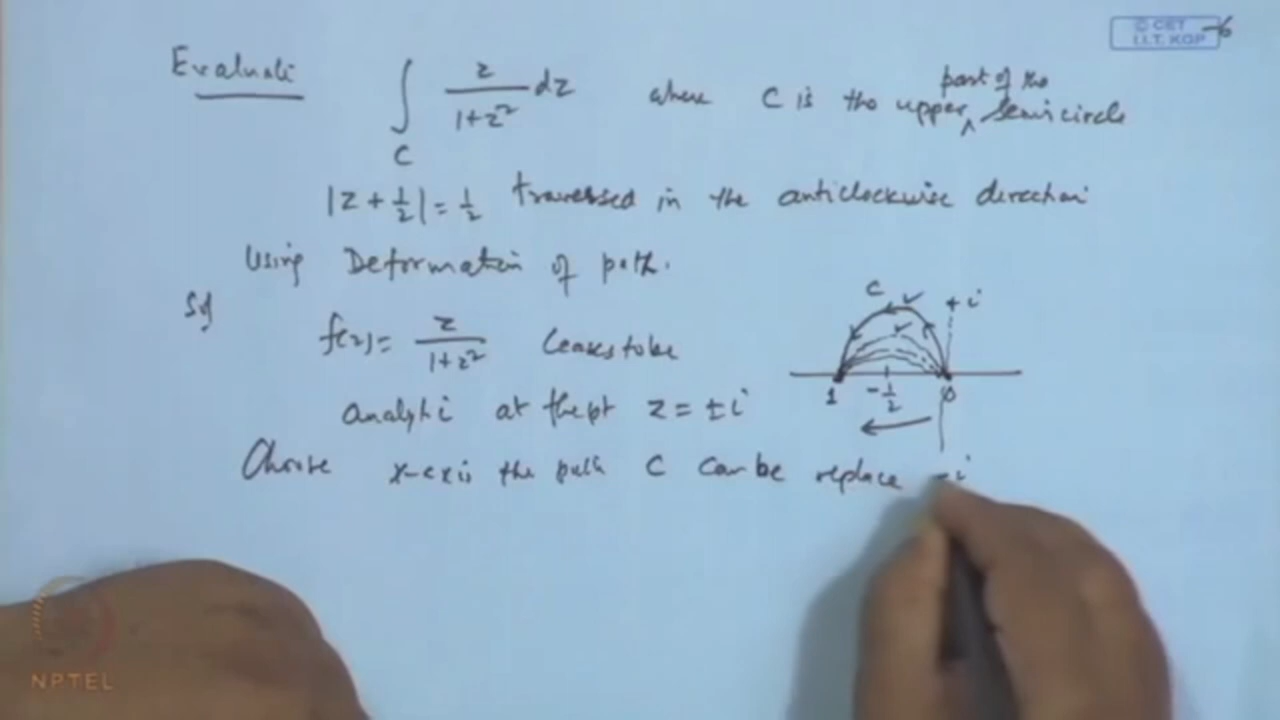 © CET
I.I.T. KGP
Evaluate ∫_C z/(1+z²) dz where C is the upper part of the semicircle
|z + 1/2| = 1/2 traversed in the anticlockwise direction
Using Deformation of path.
Sol
f(z) = z/(1+z²) ceases to be
analytic at the pt z = ± i
Choose x-axis the path C can be replace
C
+ i
1
-1/2
0
- i
NPTEL